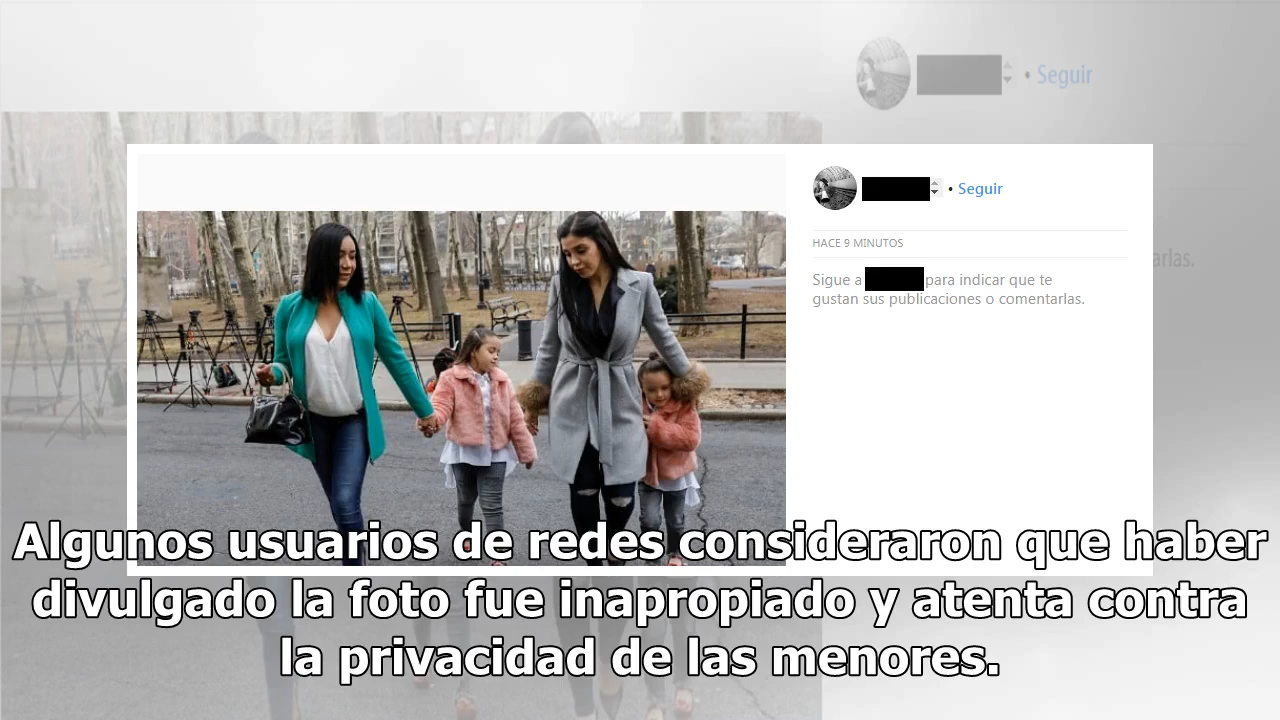 • Seguir
• Seguir
HACE 9 MINUTOS
Sigue a para indicar que te
gustan sus publicaciones o comentarlas.
arlas.
Algunos usuarios de redes consideraron que haber
divulgado la foto fue inapropiado y atenta contra
la privacidad de las menores.